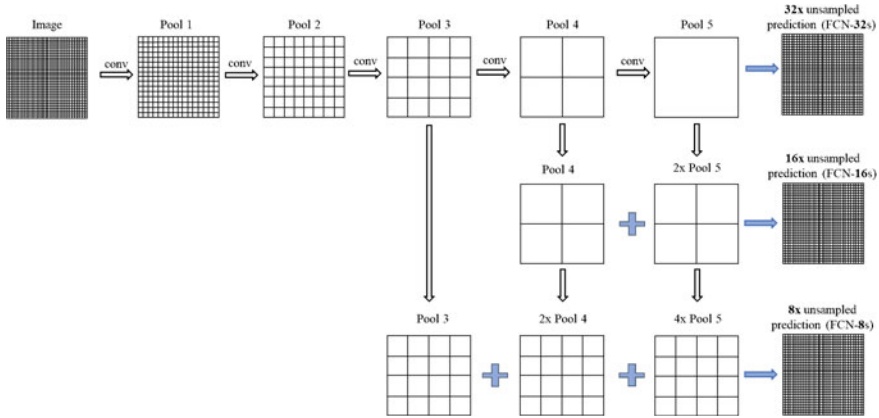 Image
Pool 1
Pool 2
Pool 3
Pool 4
Pool 5
32x unsampled
prediction (FCN-32s)
conv
conv
conv
conv
conv
Pool 4
2x Pool 5
16x unsampled
prediction (FCN-16s)
Pool 3
2x Pool 4
4x Pool 5
8x unsampled
prediction (FCN-8s)